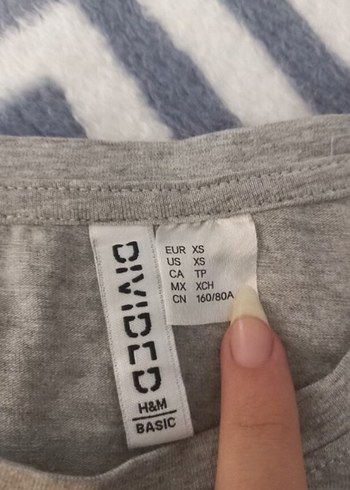 DIVIDED
H&M
BASIC
EUR XS
US XS
CA TP
MX XCH
CN 160/80A